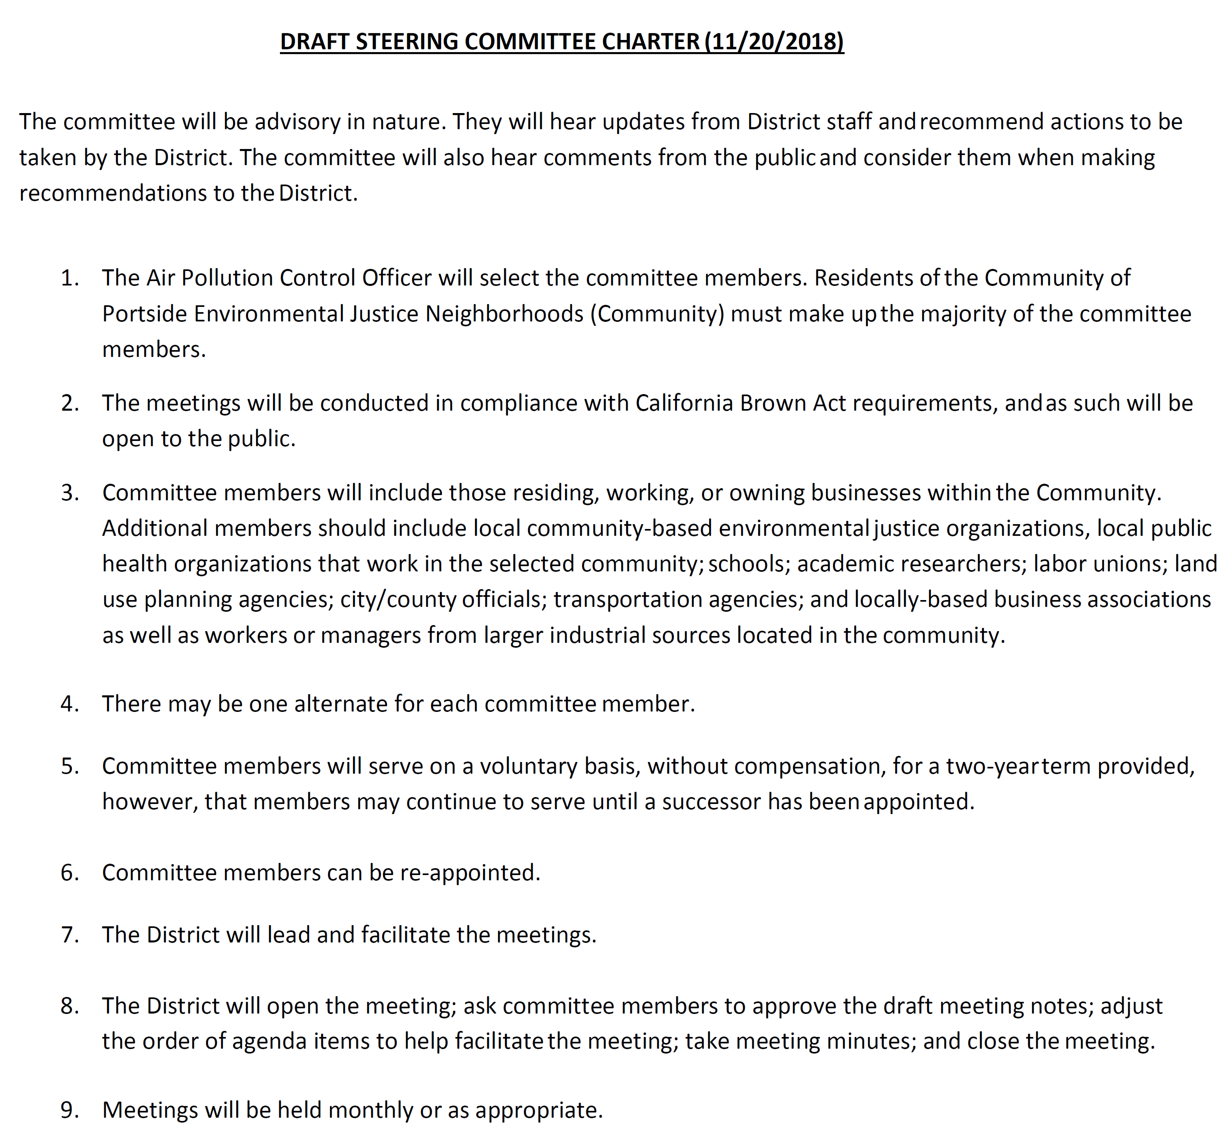 DRAFT STEERING COMMITTEE CHARTER (11/20/2018)
The committee will be advisory in nature. They will hear updates from District staff and recommend actions to be
taken by the District. The committee will also hear comments from the public and consider them when making
recommendations to the District.
1. The Air Pollution Control Officer will select the committee members. Residents of the Community of
Portside Environmental Justice Neighborhoods (Community) must make up the majority of the committee
members.
2. The meetings will be conducted in compliance with California Brown Act requirements, and as such will be
open to the public.
3. Committee members will include those residing, working, or owning businesses within the Community.
Additional members should include local community-based environmental justice organizations, local public
health organizations that work in the selected community; schools; academic researchers; labor unions; land
use planning agencies; city/county officials; transportation agencies; and locally-based business associations
as well as workers or managers from larger industrial sources located in the community.
4. There may be one alternate for each committee member.
5. Committee members will serve on a voluntary basis, without compensation, for a two-year term provided,
however, that members may continue to serve until a successor has been appointed.
6. Committee members can be re-appointed.
7. The District will lead and facilitate the meetings.
8. The District will open the meeting; ask committee members to approve the draft meeting notes; adjust
the order of agenda items to help facilitate the meeting; take meeting minutes; and close the meeting.
9. Meetings will be held monthly or as appropriate.